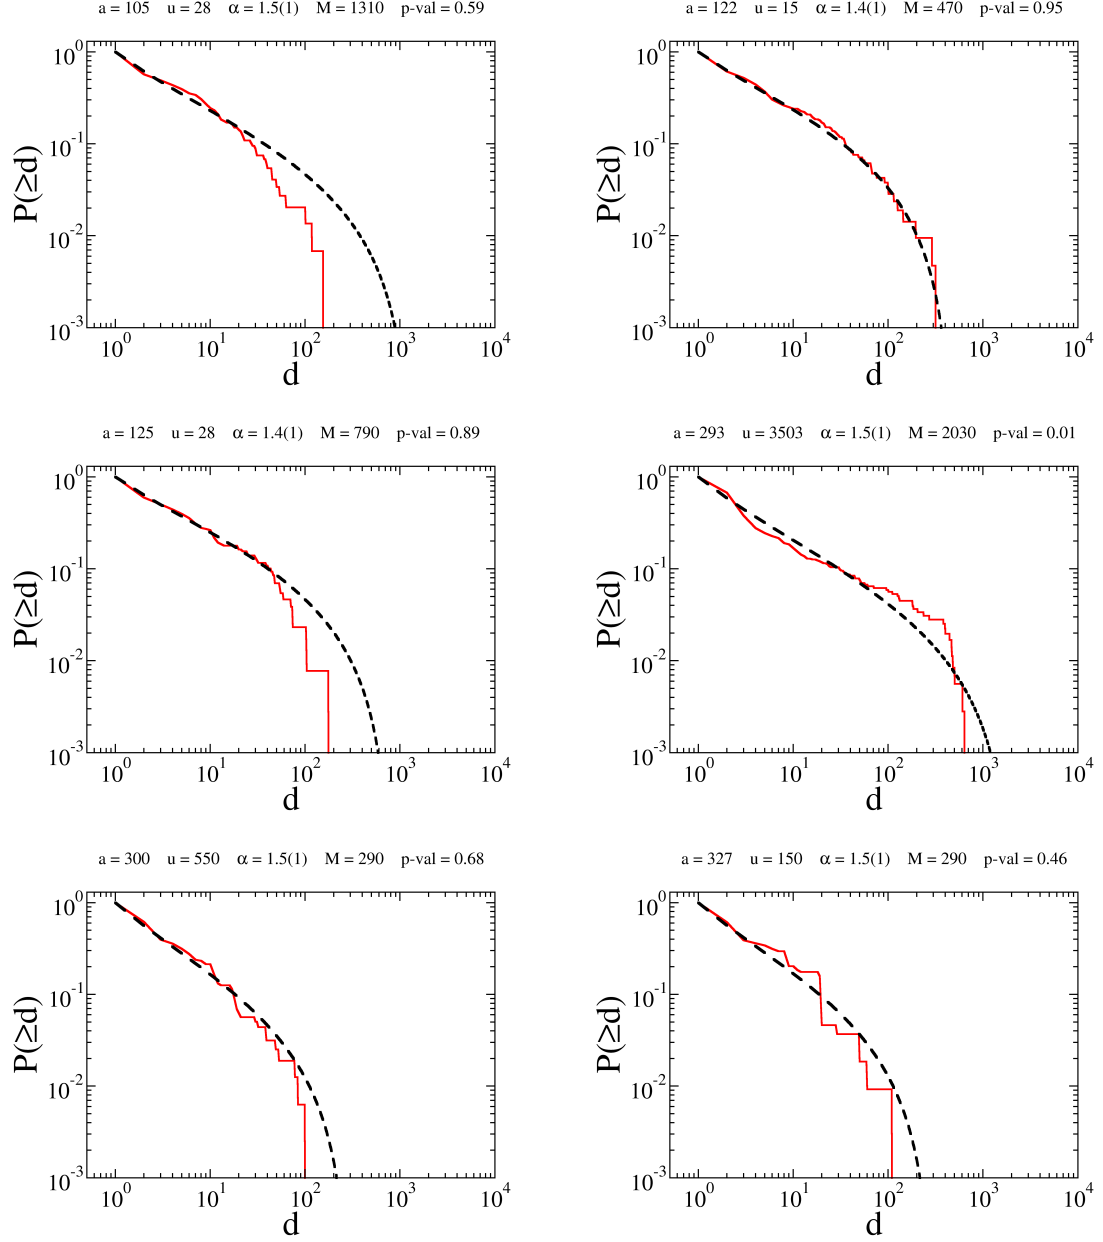 a = 105 u = 28 α = 1.5(1) M = 1310 p-val = 0.59
10^0
10^-1
10^-2
10^-3
P(≥d)
10^0 10^1 10^2 10^3 10^4
d
a = 122 u = 15 α = 1.4(1) M = 470 p-val = 0.95
10^0
10^-1
10^-2
10^-3
P(≥d)
10^0 10^1 10^2 10^3 10^4
d
a = 125 u = 28 α = 1.4(1) M = 790 p-val = 0.89
10^0
10^-1
10^-2
10^-3
P(≥d)
10^0 10^1 10^2 10^3 10^4
d
a = 293 u = 3503 α = 1.5(1) M = 2030 p-val = 0.01
10^0
10^-1
10^-2
10^-3
P(≥d)
10^0 10^1 10^2 10^3 10^4
d
a = 300 u = 550 α = 1.5(1) M = 290 p-val = 0.68
10^0
10^-1
10^-2
10^-3
P(≥d)
10^0 10^1 10^2 10^3 10^4
d
a = 327 u = 150 α = 1.5(1) M = 290 p-val = 0.46
10^0
10^-1
10^-2
10^-3
P(≥d)
10^0 10^1 10^2 10^3 10^4
d